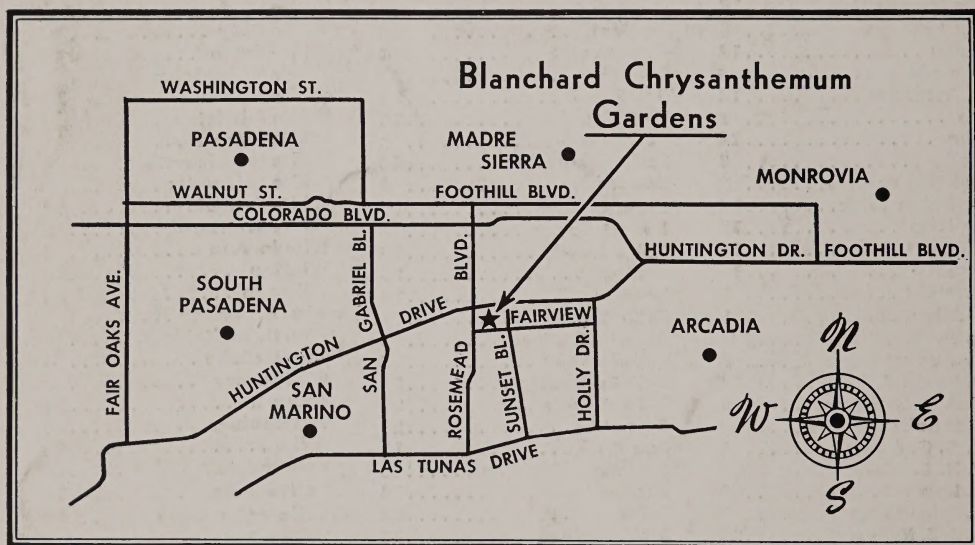 Blanchard Chrysanthemum
Gardens
WASHINGTON ST.
PASADENA
MADRE
SIERRA
MONROVIA
WALNUT ST.
FOOTHILL BLVD.
COLORADO BLVD.
HUNTINGTON DR.
FOOTHILL BLVD.
FAIR OAKS AVE.
SOUTH
PASADENA
SAN GABRIEL BL.
ROSEMEAD BLVD.
HUNTINGTON DRIVE
FAIRVIEW
SUNSET BL.
HOLLY DR.
ARCADIA
SAN
MARINO
LAS TUNAS DRIVE
N
W
E
S